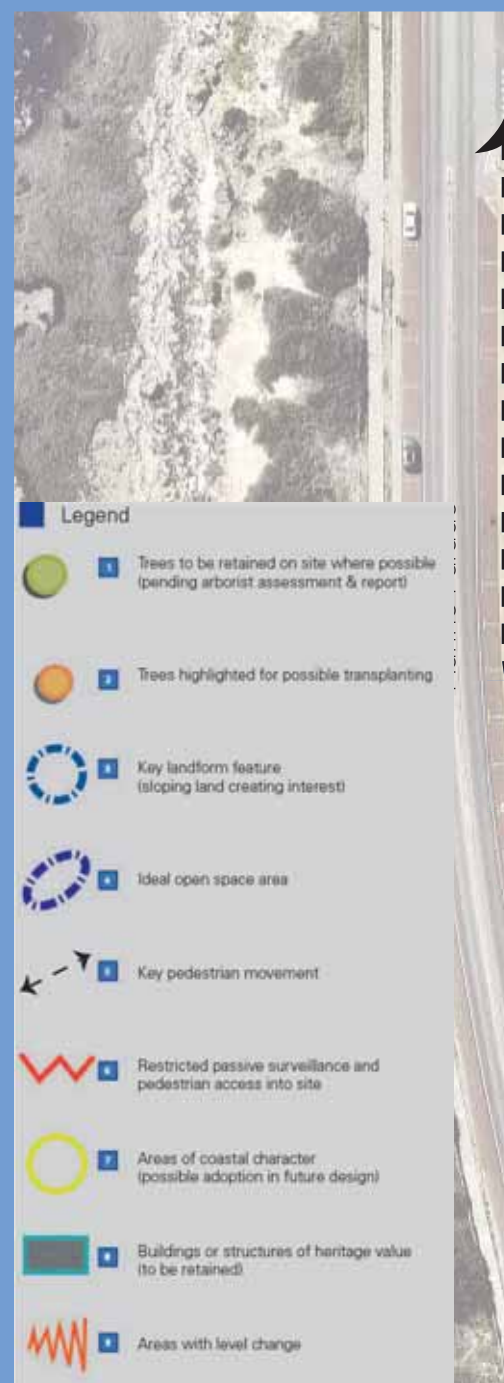 Legend
1 Trees to be retained on site where possible
(pending arborist assessment & report)
2 Trees highlighted for possible transplanting
3 Key landform feature
(sloping land creating interest)
4 Ideal open space area
5 Key pedestrian movement
6 Restricted passive surveillance and
pedestrian access into site
7 Areas of coastal character
(possible adoption in future design)
8 Buildings or structures of heritage value
(to be retained)
9 Areas with level change